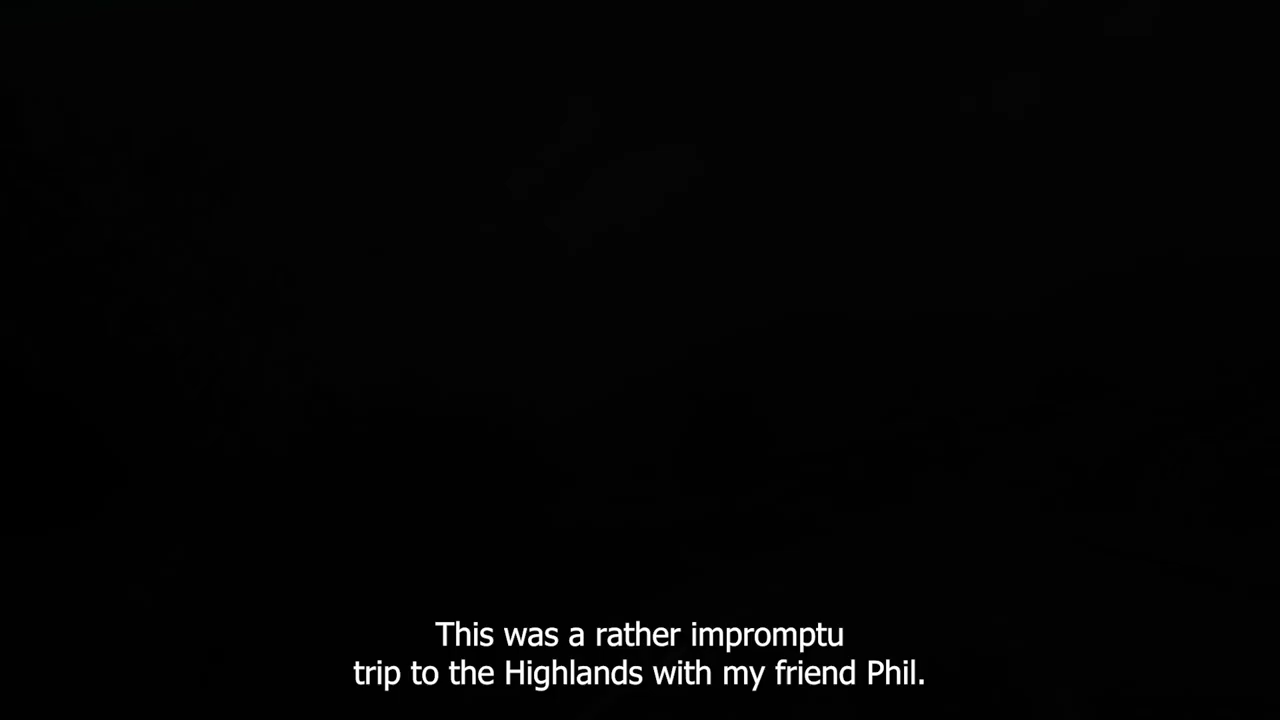 This was a rather impromptu
trip to the Highlands with my friend Phil.